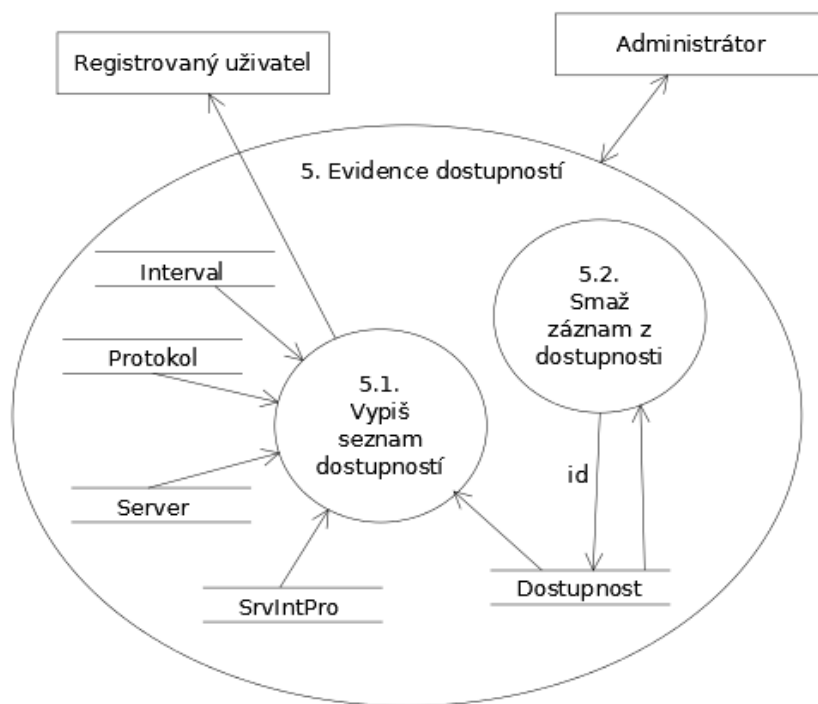 Registrovaný uživatel
Administrátor
5. Evidence dostupností
Interval
Protokol
Server
SrvIntPro
5.1.
Vypiš
seznam
dostupností
5.2.
Smaž
záznam z
dostupnosti
id
Dostupnost